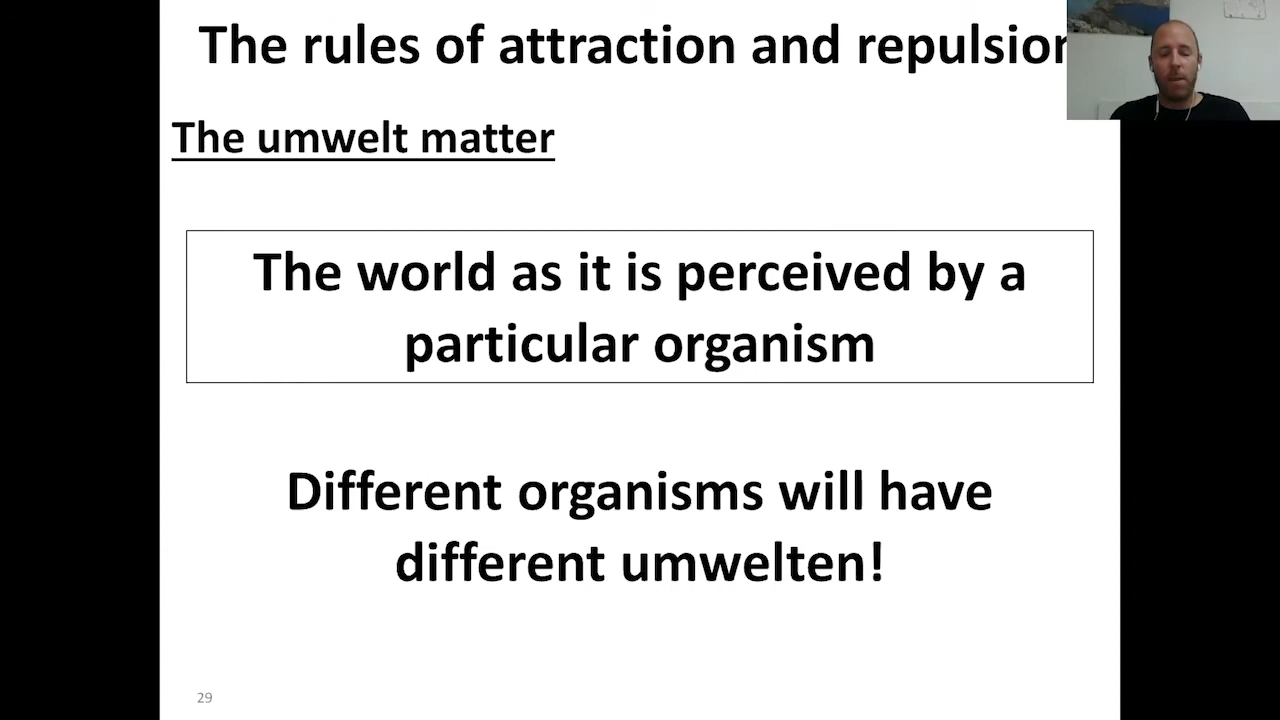 The rules of attraction and repulsion
The umwelt matter
The world as it is perceived by a
particular organism
Different organisms will have
different umwelten!
29